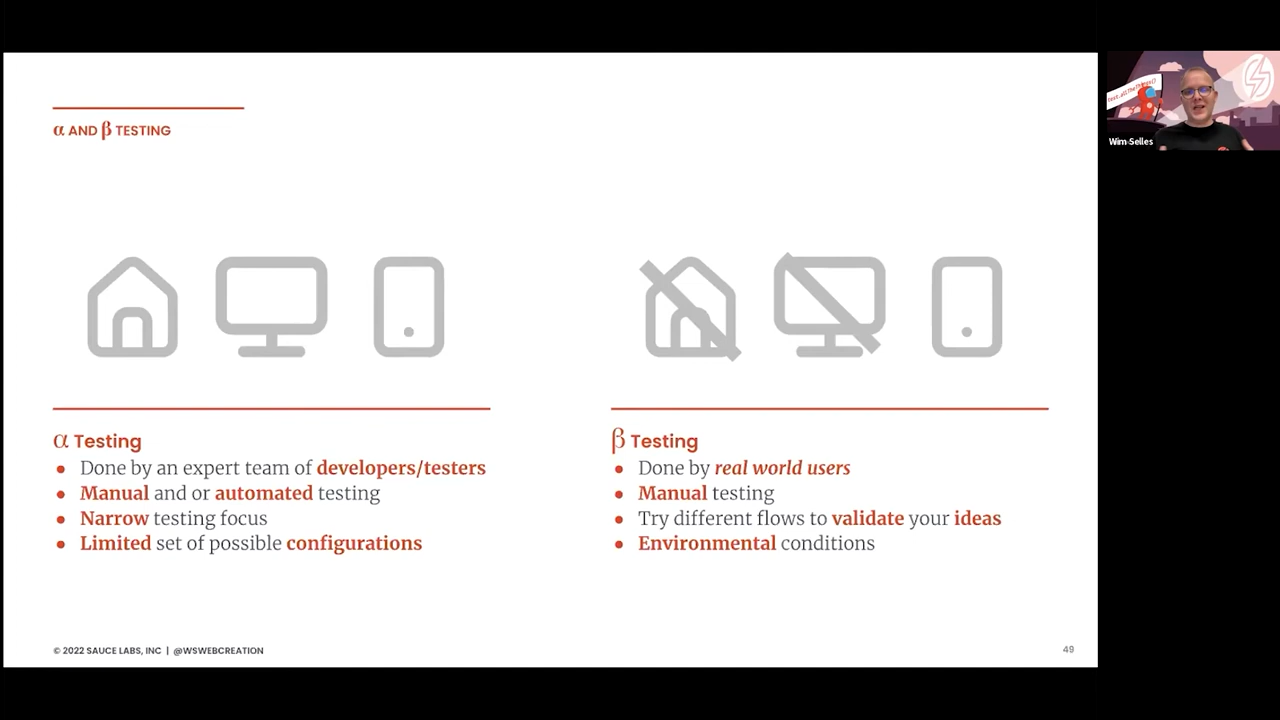 α AND β TESTING
α Testing
• Done by an expert team of developers/testers
• Manual and or automated testing
• Narrow testing focus
• Limited set of possible configurations
β Testing
• Done by real world users
• Manual testing
• Try different flows to validate your ideas
• Environmental conditions
© 2022 SAUCE LABS, INC | @WSWEBCREATION
49
test.allTheThings()
Wim Selles